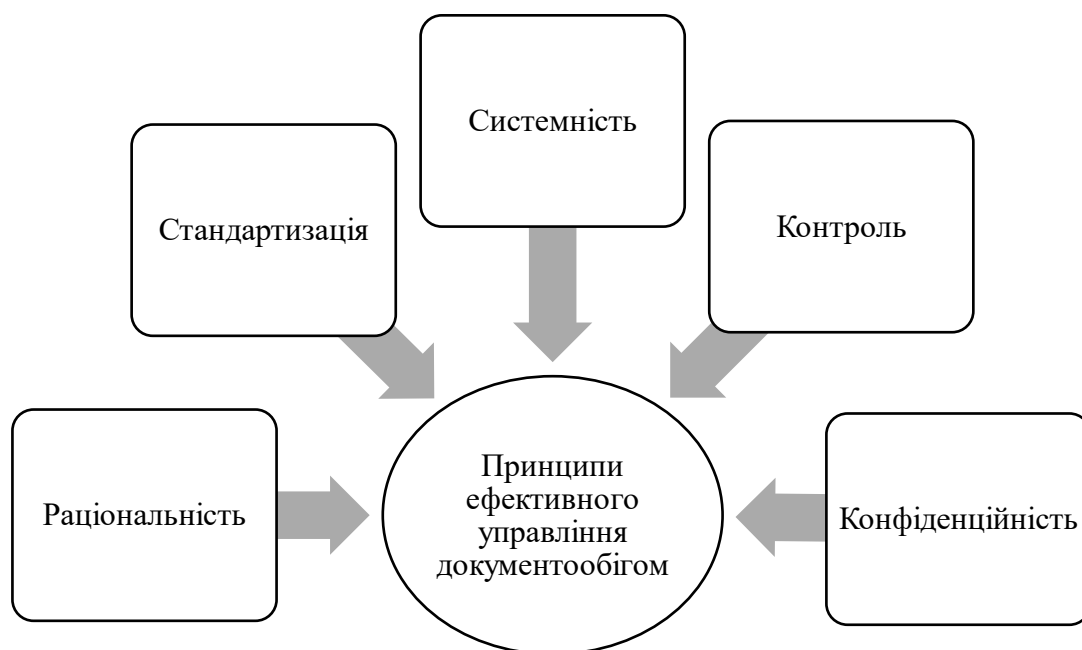 Системність
Стандартизація
Контроль
Раціональність
Принципи
ефективного
управління
документообігом
Конфіденційність